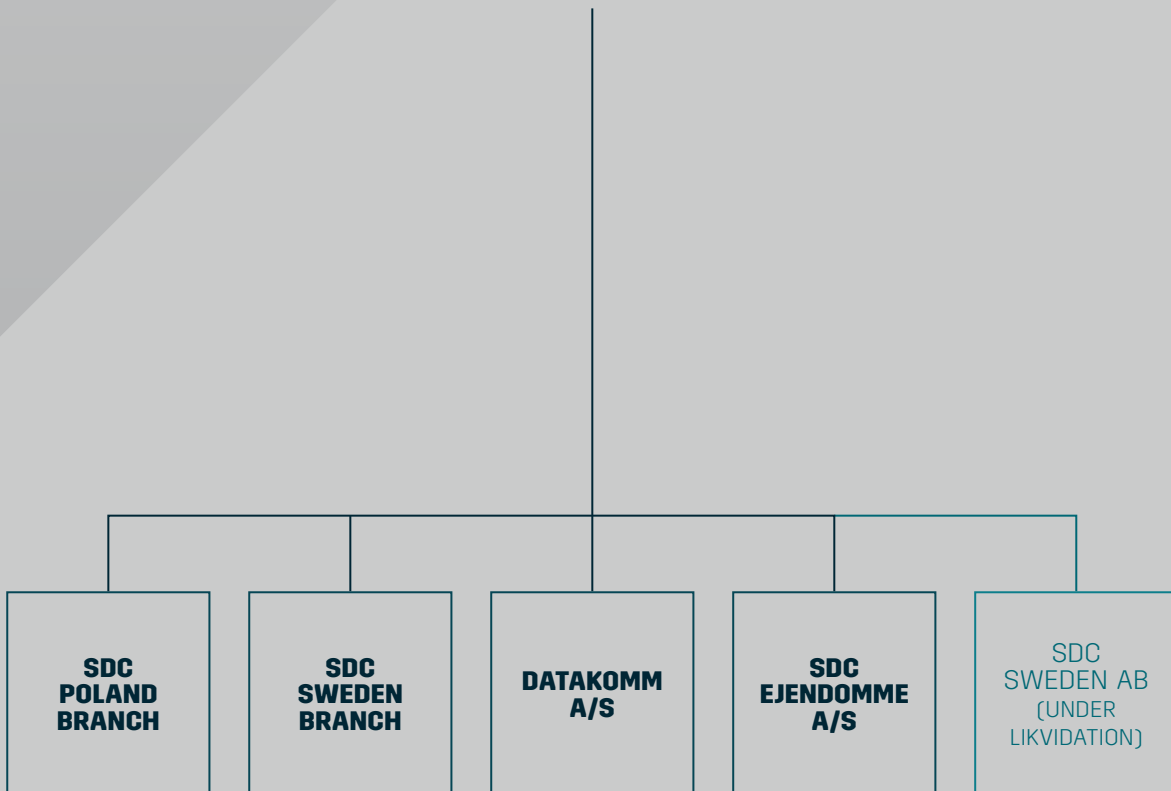 SDC
POLAND
BRANCH
SDC
SWEDEN
BRANCH
DATAKOMM
A/S
SDC
EJENDOMME
A/S
SDC
SWEDEN AB
(UNDER
LIKVIDATION)